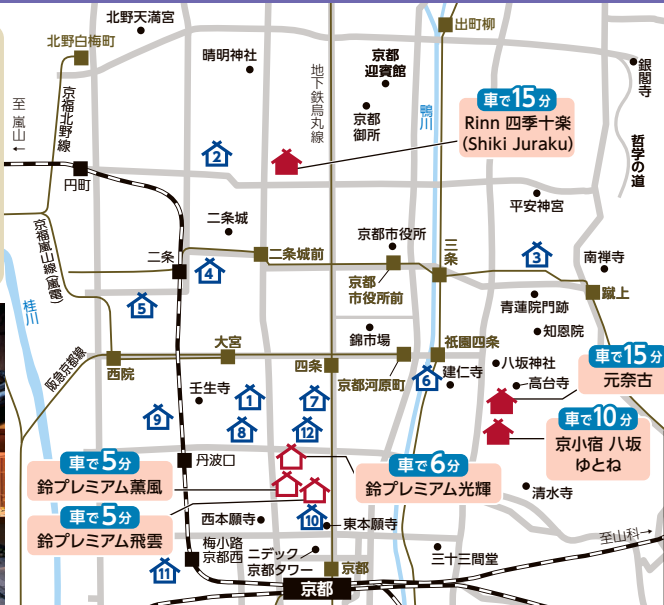 北野天満宮
出町柳
北野白梅町
晴明神社
京都
迎賓館
銀閣寺
至 嵐山←
京福北野線
地下鉄烏丸線
京都
御所
鴨川
車で15分
Rinn 四季十楽
(Shiki Juraku)
哲学の道
2
円町
平安神宮
二条城
京都市役所
京福嵐山線(嵐電)
二条
二条城前
三条
3
南禅寺
4
京都
市役所前
蹴上
桂川
5
青蓮院門跡
錦市場
知恩院
大宮
祇園四条
阪急京都線
西院
四条
京都河原町
八坂神社
車で15分
元奈古
6
建仁寺
高台寺
壬生寺
1
7
9
8
12
車で10分
京小宿 八坂
ゆとね
丹波口
車で5分
鈴プレミアム薫風
車で6分
鈴プレミアム光輝
清水寺
車で5分
鈴プレミアム飛雲
西本願寺
10
東本願寺
至山科→
梅小路
京都西
ニデック
京都タワー
三十三間堂
11
京都
京都